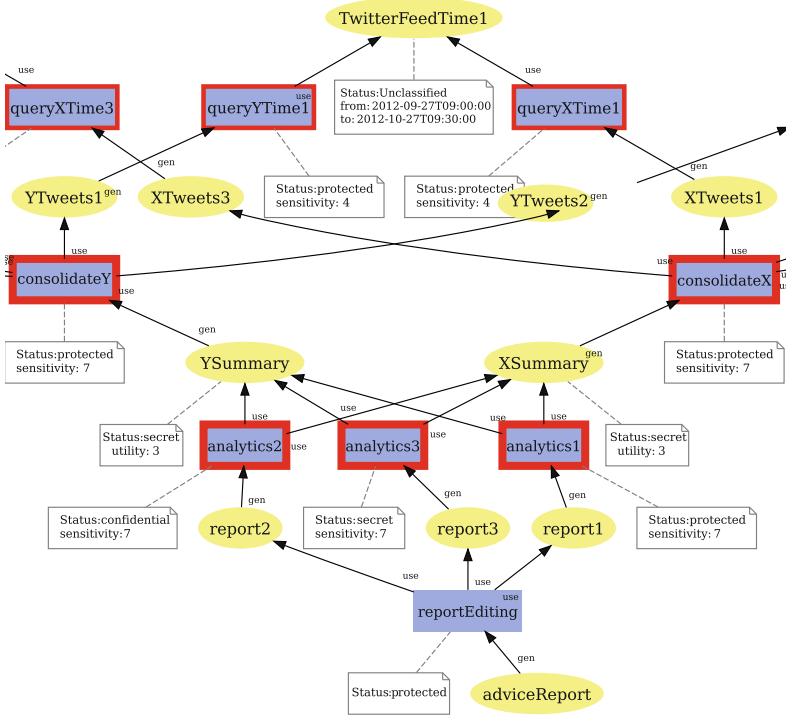 TwitterFeedTime1
use
use
queryXTime3
use
queryYTime1
Status:Unclassified
from: 2012-09-27T09:00:00
to: 2012-10-27T09:30:00
queryXTime1
gen
gen
YTweets1
gen
XTweets3
Status:protected
sensitivity: 4
Status:protected
sensitivity: 4
YTweets2
gen
XTweets1
use
use
use
consolidateY
use
consolidateX
gen
Status:protected
sensitivity: 7
YSummary
XSummary
gen
Status:protected
sensitivity: 7
use
use
use
use
Status:secret
utility: 3
analytics2
use
analytics3
use
analytics1
Status:secret
utility: 3
gen
gen
gen
Status:confidential
sensitivity:7
report2
Status:secret
sensitivity:7
report3
report1
Status:protected
sensitivity: 7
use
use
use
reportEditing
gen
Status:protected
adviceReport